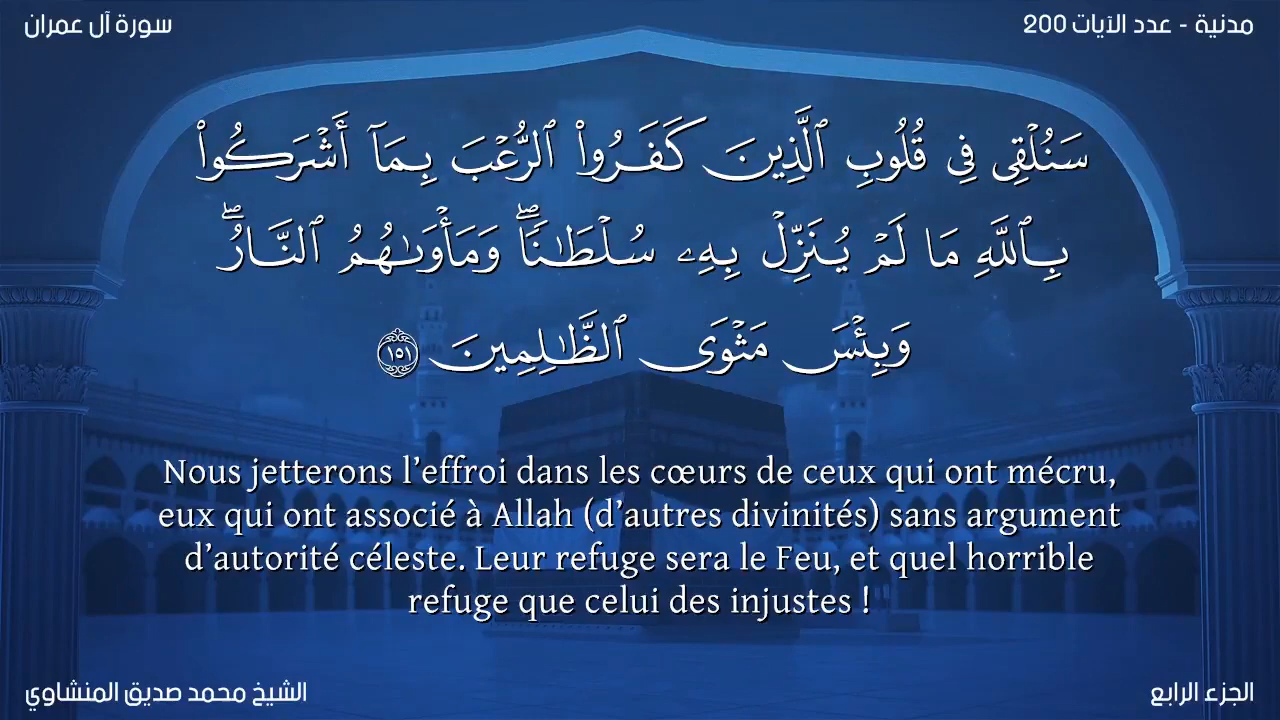 سورة آل عمران
مدنية - عدد الآيات 200
سَنُلْقِى فِى قُلُوبِ ٱلَّذِينَ كَفَرُوا۟ ٱلرُّعْبَ بِمَآ أَشْرَكُوا۟
بِٱللَّهِ مَا لَمْ يُنَزِّلْ بِهِۦ سُلْطَـٰنًا ۖ وَمَأْوَىٰهُمُ ٱلنَّارُ ۖ
وَبِئْسَ مَثْوَى ٱلظَّـٰلِمِينَ ١٥١
Nous jetterons l’effroi dans les cœurs de ceux qui ont mécru,
eux qui ont associé à Allah (d’autres divinités) sans argument
d’autorité céleste. Leur refuge sera le Feu, et quel horrible
refuge que celui des injustes !
الشيخ محمد صديق المنشاوي
الجزء الرابع